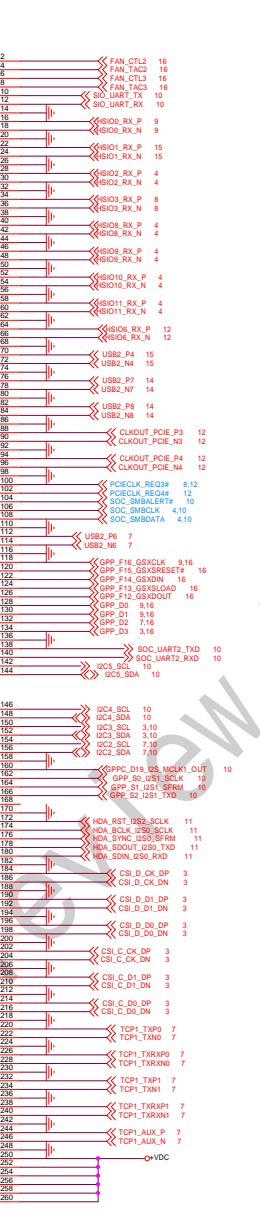 2 FAN_CTL2 16
4 FAN_TAC2 16
6 FAN_CTL3 16
8 FAN_TAC3 16
10 SIO_UART_TX 10
12 SIO_UART_RX 10
14
16 HSIO0_RX_P 9
18 HSIO0_RX_N 9
20
22 HSIO1_RX_P 15
24 HSIO1_RX_N 15
26
28 HSIO2_RX_P 4
30 HSIO2_RX_N 4
32
34 HSIO3_RX_P 8
36 HSIO3_RX_N 8
38
40 HSIO8_RX_P 4
42 HSIO8_RX_N 4
44
46 HSIO9_RX_P 4
48 HSIO9_RX_N 4
50
52 HSIO10_RX_P 4
54 HSIO10_RX_N 4
56
58 HSIO11_RX_P 4
60 HSIO11_RX_N 4
62
64 HSIO6_RX_P 12
66 HSIO6_RX_N 12
68
70 USB2_P4 15
72 USB2_N4 15
74
76 USB2_P7 14
78 USB2_N7 14
80
82 USB2_P8 14
84 USB2_N8 14
86
88 CLKOUT_PCIE_P3 12
90 CLKOUT_PCIE_N3 12
92
94 CLKOUT_PCIE_P4 12
96 CLKOUT_PCIE_N4 12
98
100 PCIECLK_REQ3# 8,12
102 PCIECLK_REQ4# 12
104 SOC_SMBALERT# 10
106 SOC_SMBCLK 4,10
108 SOC_SMBDATA 4,10
110
112 USB2_P6 7
114 USB2_N6 7
116
118 GPP_F16_GSXCLK 9,16
120 GPP_F15_GSXSRESET# 16
122 GPP_F14_GSXDIN 16
124 GPP_F13_GSXSLOAD 16
126 GPP_F12_GSXDOUT 16
128 GPP_D0 9,16
130 GPP_D1 9,16
132 GPP_D2 7,16
134 GPP_D3 3,16
136
138 SOC_UART2_TXD 10
140 SOC_UART2_RXD 10
142 I2C5_SCL 10
144 I2C5_SDA 10
146 I2C4_SCL 10
148 I2C4_SDA 10
150 I2C3_SCL 3,10
152 I2C3_SDA 3,10
154 I2C2_SCL 7,10
156 I2C2_SDA 7,10
158
160 GPPC_D19_I2S_MCLK1_OUT 10
162 GPP_S0_I2S1_SCLK 10
164 GPP_S1_I2S1_SFRM 10
166 GPP_S2_I2S1_TXD 10
168
170
172 HDA_RST_I2S2_SCLK 11
174 HDA_BCLK_I2S0_SCLK 11
176 HDA_SYNC_I2S0_SFRM 11
178 HDA_SDOUT_I2S0_TXD 11
180 HDA_SDIN_I2S0_RXD 11
182
184 CSI_D_CK_DP 3
186 CSI_D_CK_DN 3
188
190 CSI_D_D1_DP 3
192 CSI_D_D1_DN 3
194
196 CSI_D_D0_DP 3
198 CSI_D_D0_DN 3
200
202 CSI_C_CK_DP 3
204 CSI_C_CK_DN 3
206
208 CSI_C_D1_DP 3
210 CSI_C_D1_DN 3
212
214 CSI_C_D0_DP 3
216 CSI_C_D0_DN 3
218
220 TCP1_TXP0 7
222 TCP1_TXN0 7
224
226 TCP1_TXRXP0 7
228 TCP1_TXRXN0 7
230
232 TCP1_TXP1 7
234 TCP1_TXN1 7
236
238 TCP1_TXRXP1 7
240 TCP1_TXRXN1 7
242
244 TCP1_AUX_P 7
246 TCP1_AUX_N 7
248
250 +VDC
252
254
256
258
260
eview